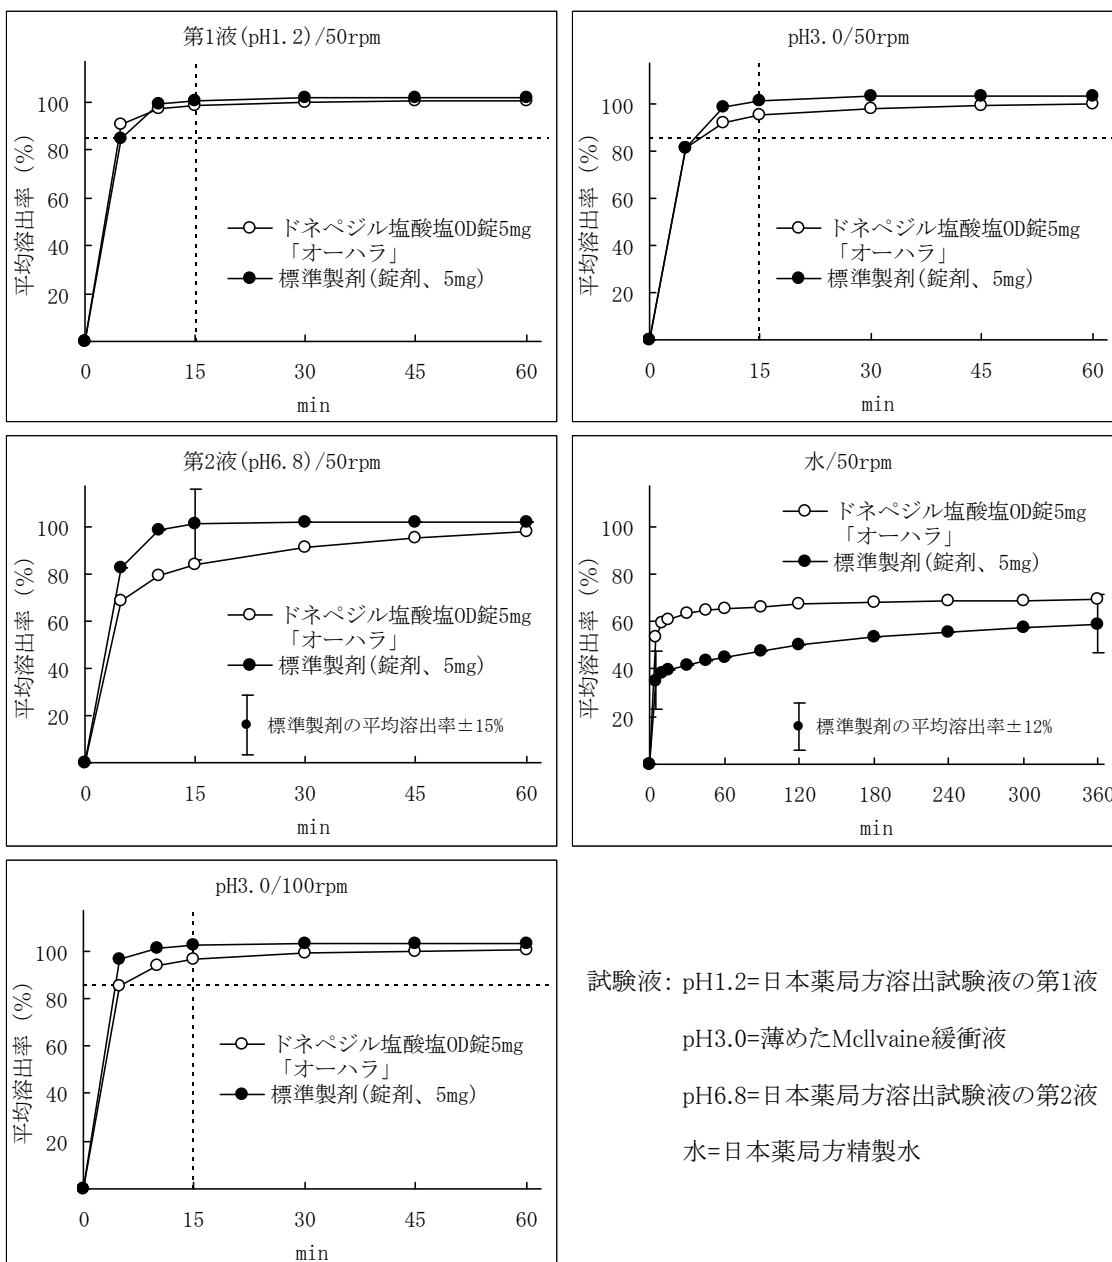 第1液(pH1.2)/50rpm
平均溶出率 (%)
100
80
60
40
20
ドネペジル塩酸塩OD錠5mg
「オーハラ」
標準製剤(錠剤、5mg)
0 15 30 45 60
min
pH3.0/50rpm
平均溶出率 (%)
100
80
60
40
20
ドネペジル塩酸塩OD錠5mg
「オーハラ」
標準製剤(錠剤、5mg)
0 15 30 45 60
min
第2液(pH6.8)/50rpm
平均溶出率 (%)
100
80
60
40
20
ドネペジル塩酸塩OD錠5mg
「オーハラ」
標準製剤(錠剤、5mg)
標準製剤の平均溶出率±15%
0 15 30 45 60
min
水/50rpm
平均溶出率 (%)
100
80
60
40
20
ドネペジル塩酸塩OD錠5mg
「オーハラ」
標準製剤(錠剤、5mg)
標準製剤の平均溶出率±12%
0 60 120 180 240 300 360
min
pH3.0/100rpm
平均溶出率 (%)
100
80
60
40
20
ドネペジル塩酸塩OD錠5mg
「オーハラ」
標準製剤(錠剤、5mg)
0 15 30 45 60
min
試験液: pH1.2=日本薬局方溶出試験液の第1液
pH3.0=薄めたMcllvaine緩衝液
pH6.8=日本薬局方溶出試験液の第2液
水=日本薬局方精製水